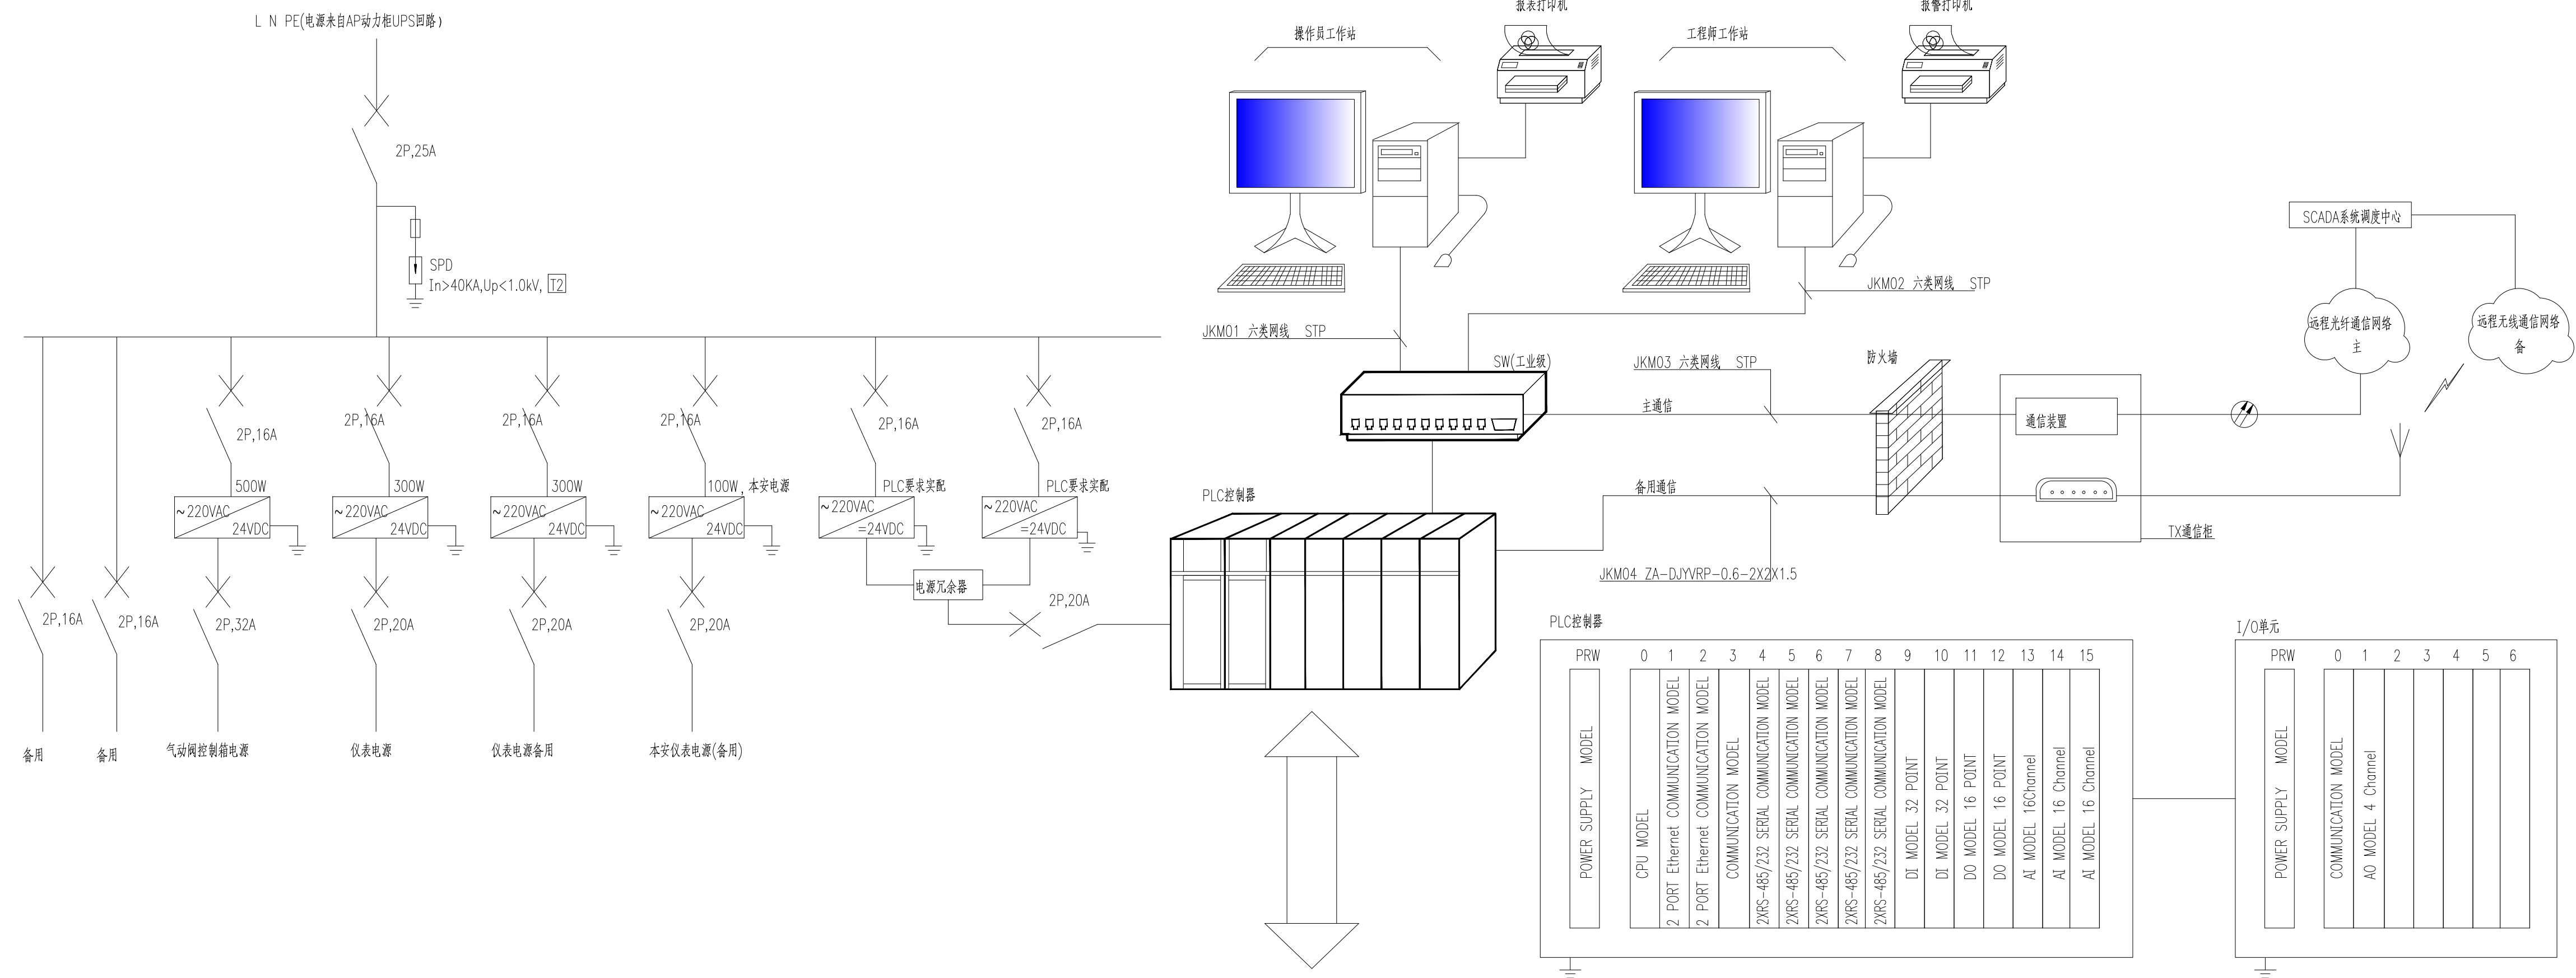 L N PE(电源来自AP动力柜UPS回路)
2P,25A
SPD
In>40KA,Up<1.0kV, T2
2P,16A
2P,16A
2P,16A
2P,16A
2P,16A
2P,16A
500W
300W
300W
100W,本安电源
PLC要求实配
PLC要求实配
~220VAC
24VDC
~220VAC
24VDC
~220VAC
24VDC
~220VAC
24VDC
~220VAC
=24VDC
~220VAC
=24VDC
电源冗余器
2P,20A
2P,16A
2P,16A
2P,32A
2P,20A
2P,20A
2P,20A
备用
备用
气动阀控制箱电源
仪表电源
仪表电源备用
本安仪表电源(备用)
操作员工作站
报表打印机
工程师工作站
报警打印机
JKM01 六类网线 STP
JKM02 六类网线 STP
SW(工业级)
JKM03 六类网线 STP
主通信
防火墙
通信装置
SCADA系统调度中心
远程光纤通信网络
主
远程无线通信网络
备
PLC控制器
备用通信
TX通信柜
JKM04 ZA-DJYVRP-0.6-2X2X1.5
PLC控制器
PRW 0 1 2 3 4 5 6 7 8 9 10 11 12 13 14 15
POWER SUPPLY MODEL
CPU MODEL
2 PORT Ethernet COMMUNICATION MODEL
2 PORT Ethernet COMMUNICATION MODEL
COMMUNICATION MODEL
2XRS-485/232 SERIAL COMMUNICATION MODEL
2XRS-485/232 SERIAL COMMUNICATION MODEL
2XRS-485/232 SERIAL COMMUNICATION MODEL
2XRS-485/232 SERIAL COMMUNICATION MODEL
2XRS-485/232 SERIAL COMMUNICATION MODEL
DI MODEL 32 POINT
DI MODEL 32 POINT
DO MODEL 16 POINT
DO MODEL 16 POINT
AI MODEL 16Channel
AI MODEL 16 Channel
AI MODEL 16 Channel
I/O单元
PRW 0 1 2 3 4 5 6
POWER SUPPLY MODEL
COMMUNICATION MODEL
AO MODEL 4 Channel